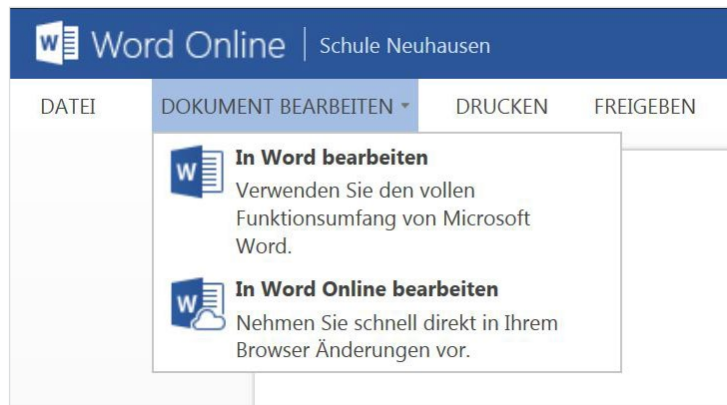 Word Online | Schule Neuhausen
DATEI DOKUMENT BEARBEITEN DRUCKEN FREIGEBEN
In Word bearbeiten
Verwenden Sie den vollen
Funktionsumfang von Microsoft
Word.
In Word Online bearbeiten
Nehmen Sie schnell direkt in Ihrem
Browser Änderungen vor.